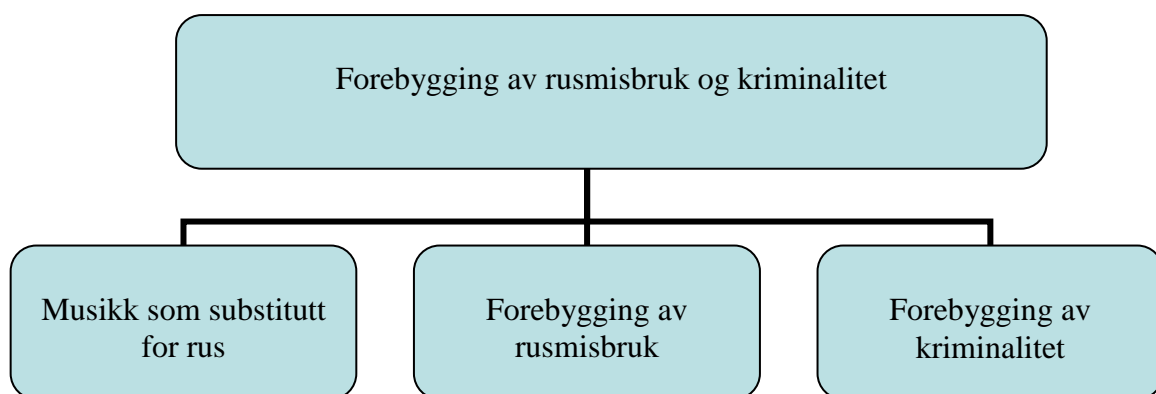 Forebygging av rusmisbruk og kriminalitet
Musikk som substitutt
for rus
Forebygging av
rusmisbruk
Forebygging av
kriminalitet